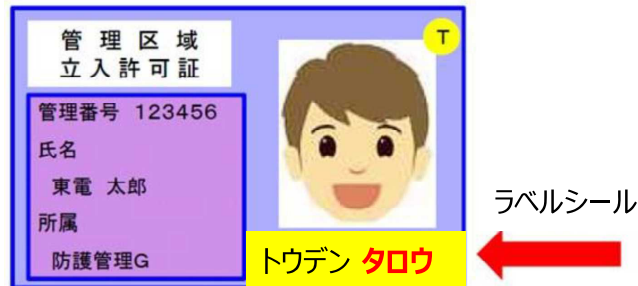 管理区域
立入許可証
T
管理番号 123456
氏名
東電 太郎
所属
防護管理G
トウデン タロウ
ラベルシール